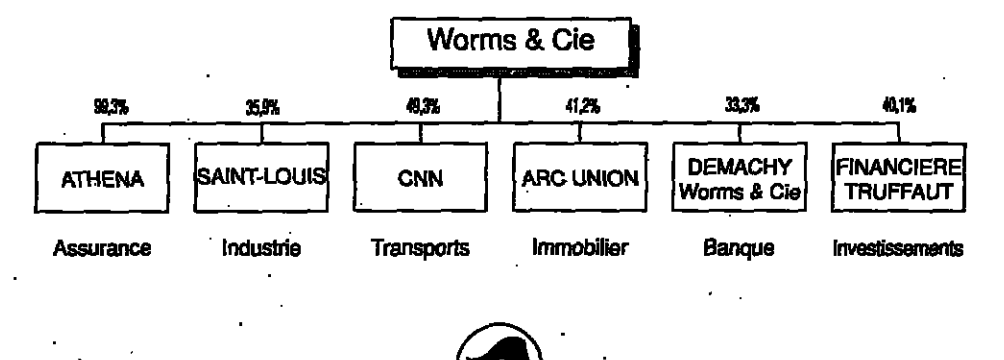 Worms & Cie
99,3% 35,9% 49,3% 41,2% 33,3% 40,1%
ATHENA
SAINT-LOUIS
CNN
ARC UNION
DEMACHY
Worms & Cie
FINANCIERE
TRUFFAUT
Assurance Industrie Transports Immobilier Banque Investissements